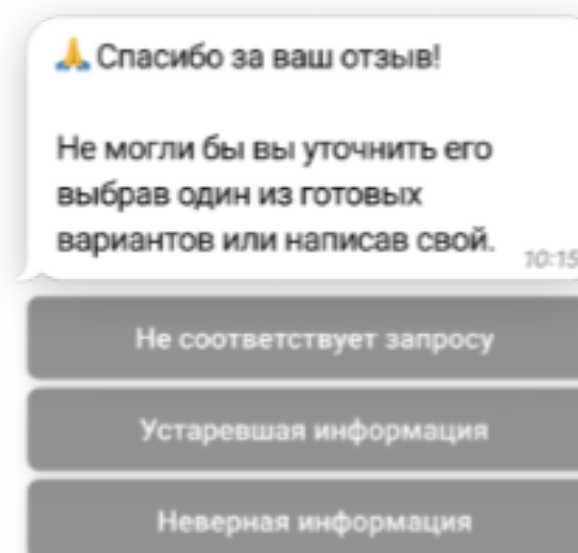 🙏 Спасибо за ваш отзыв!
Не могли бы вы уточнить его
выбрав один из готовых
вариантов или написав свой.
10:15
Не соответствует запросу
Устаревшая информация
Неверная информация